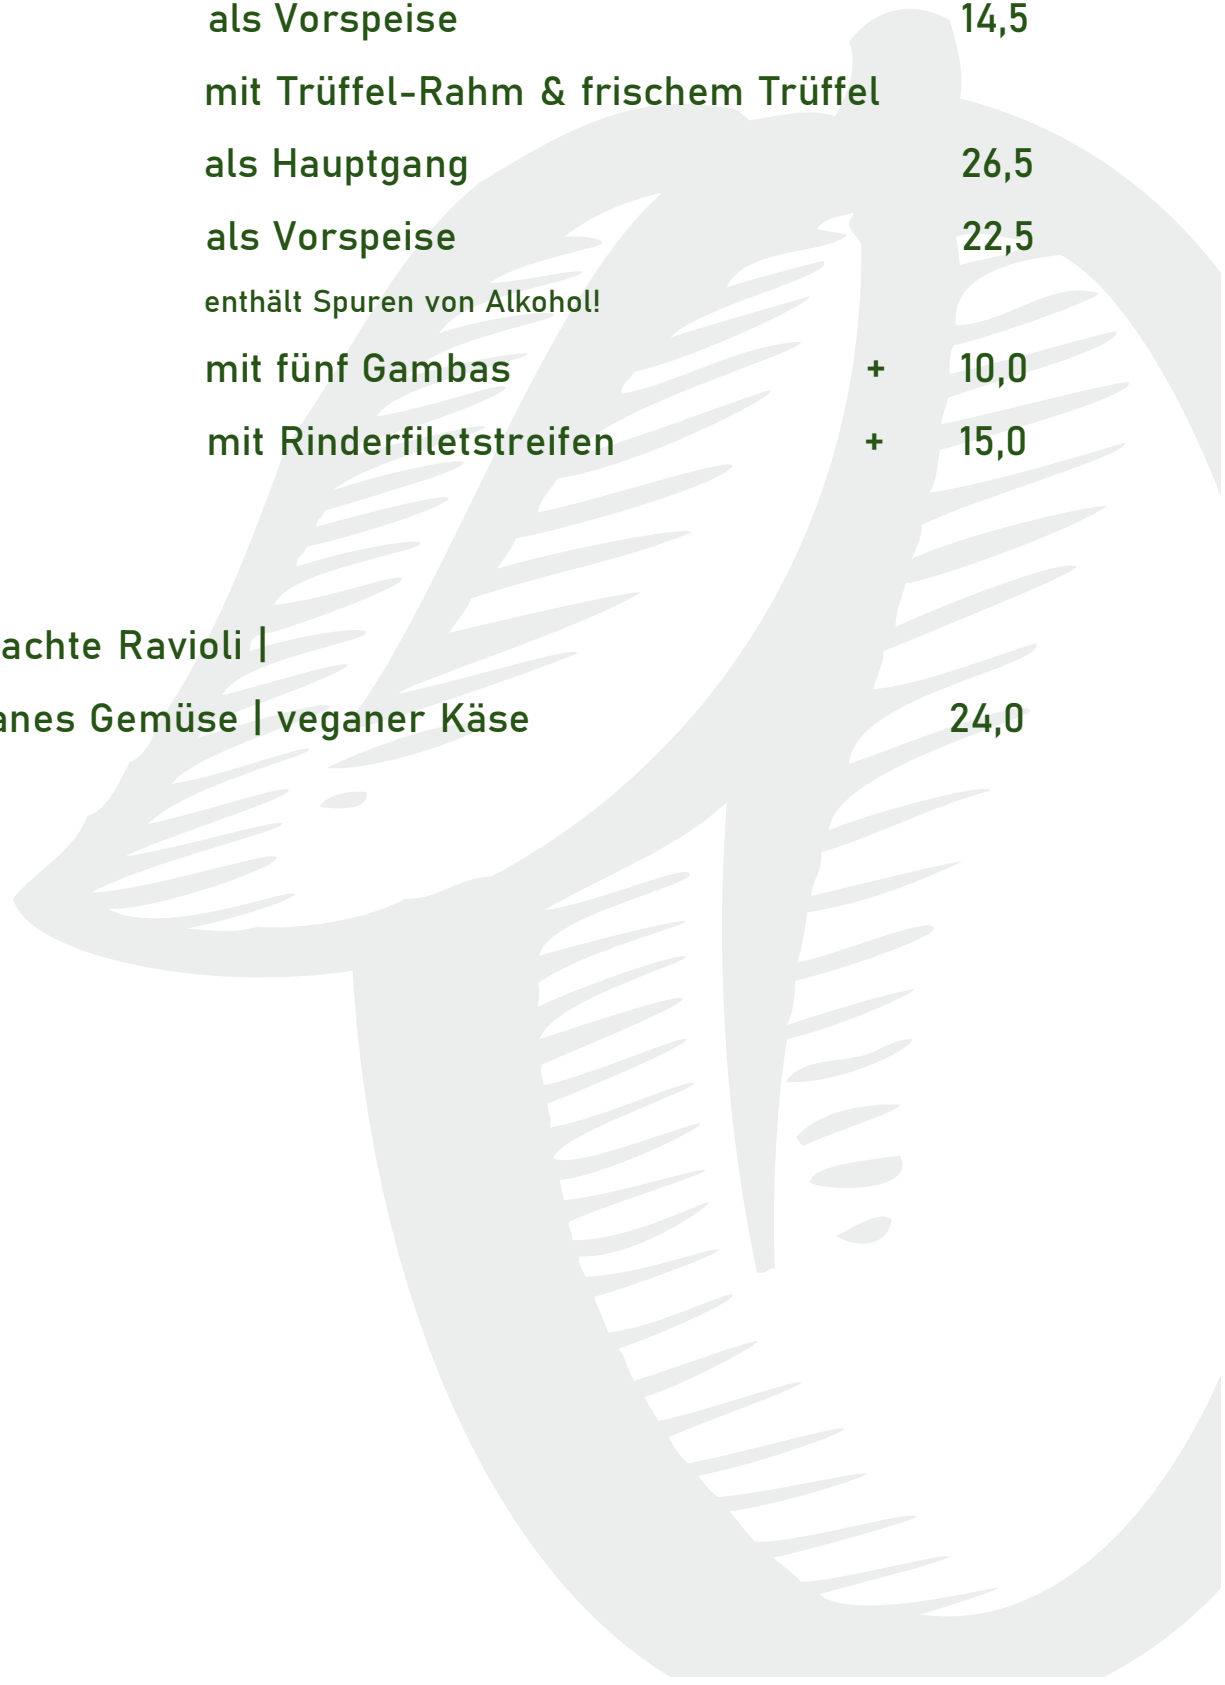 als Vorspeise 14,5
mit Trüffel-Rahm & frischem Trüffel
als Hauptgang 26,5
als Vorspeise 22,5
enthält Spuren von Alkohol!
mit fünf Gambas + 10,0
mit Rinderfiletstreifen + 15,0
achte Ravioli |
anes Gemüse | veganer Käse 24,0